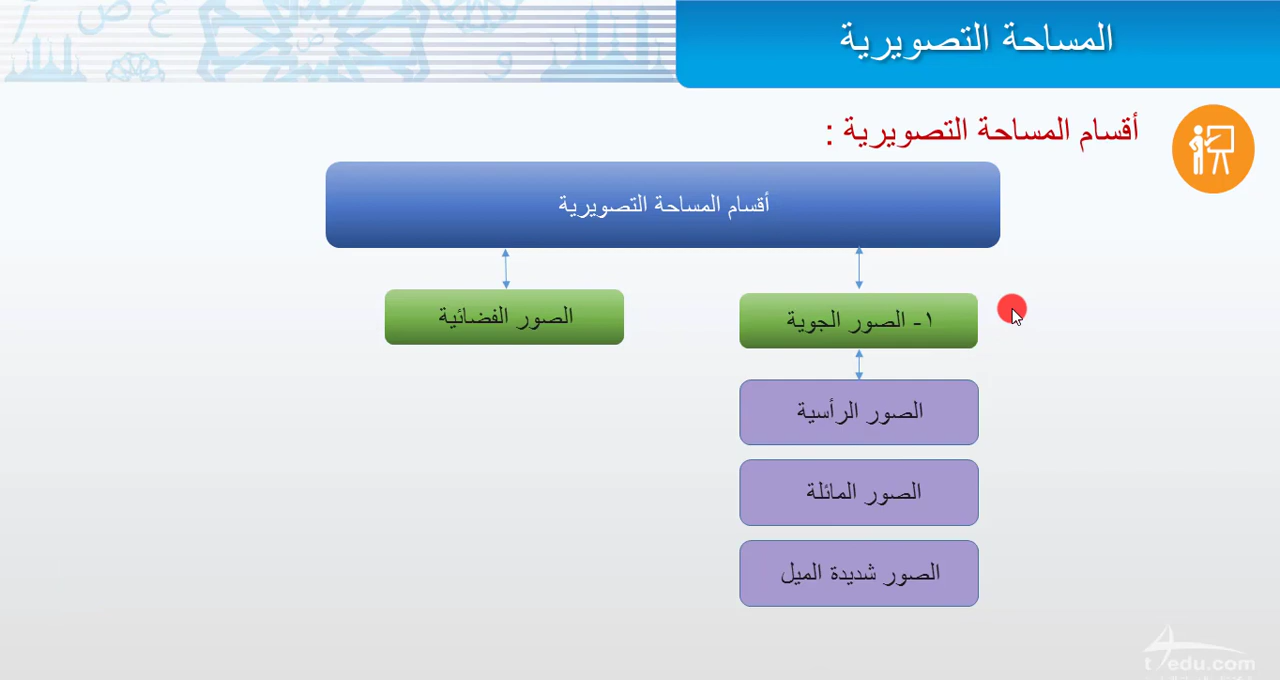 المساحة التصويرية
أقسام المساحة التصويرية :
أقسام المساحة التصويرية
١- الصور الجوية
الصور الفضائية
الصور الرأسية
الصور المائلة
الصور شديدة الميل
t4edu.com